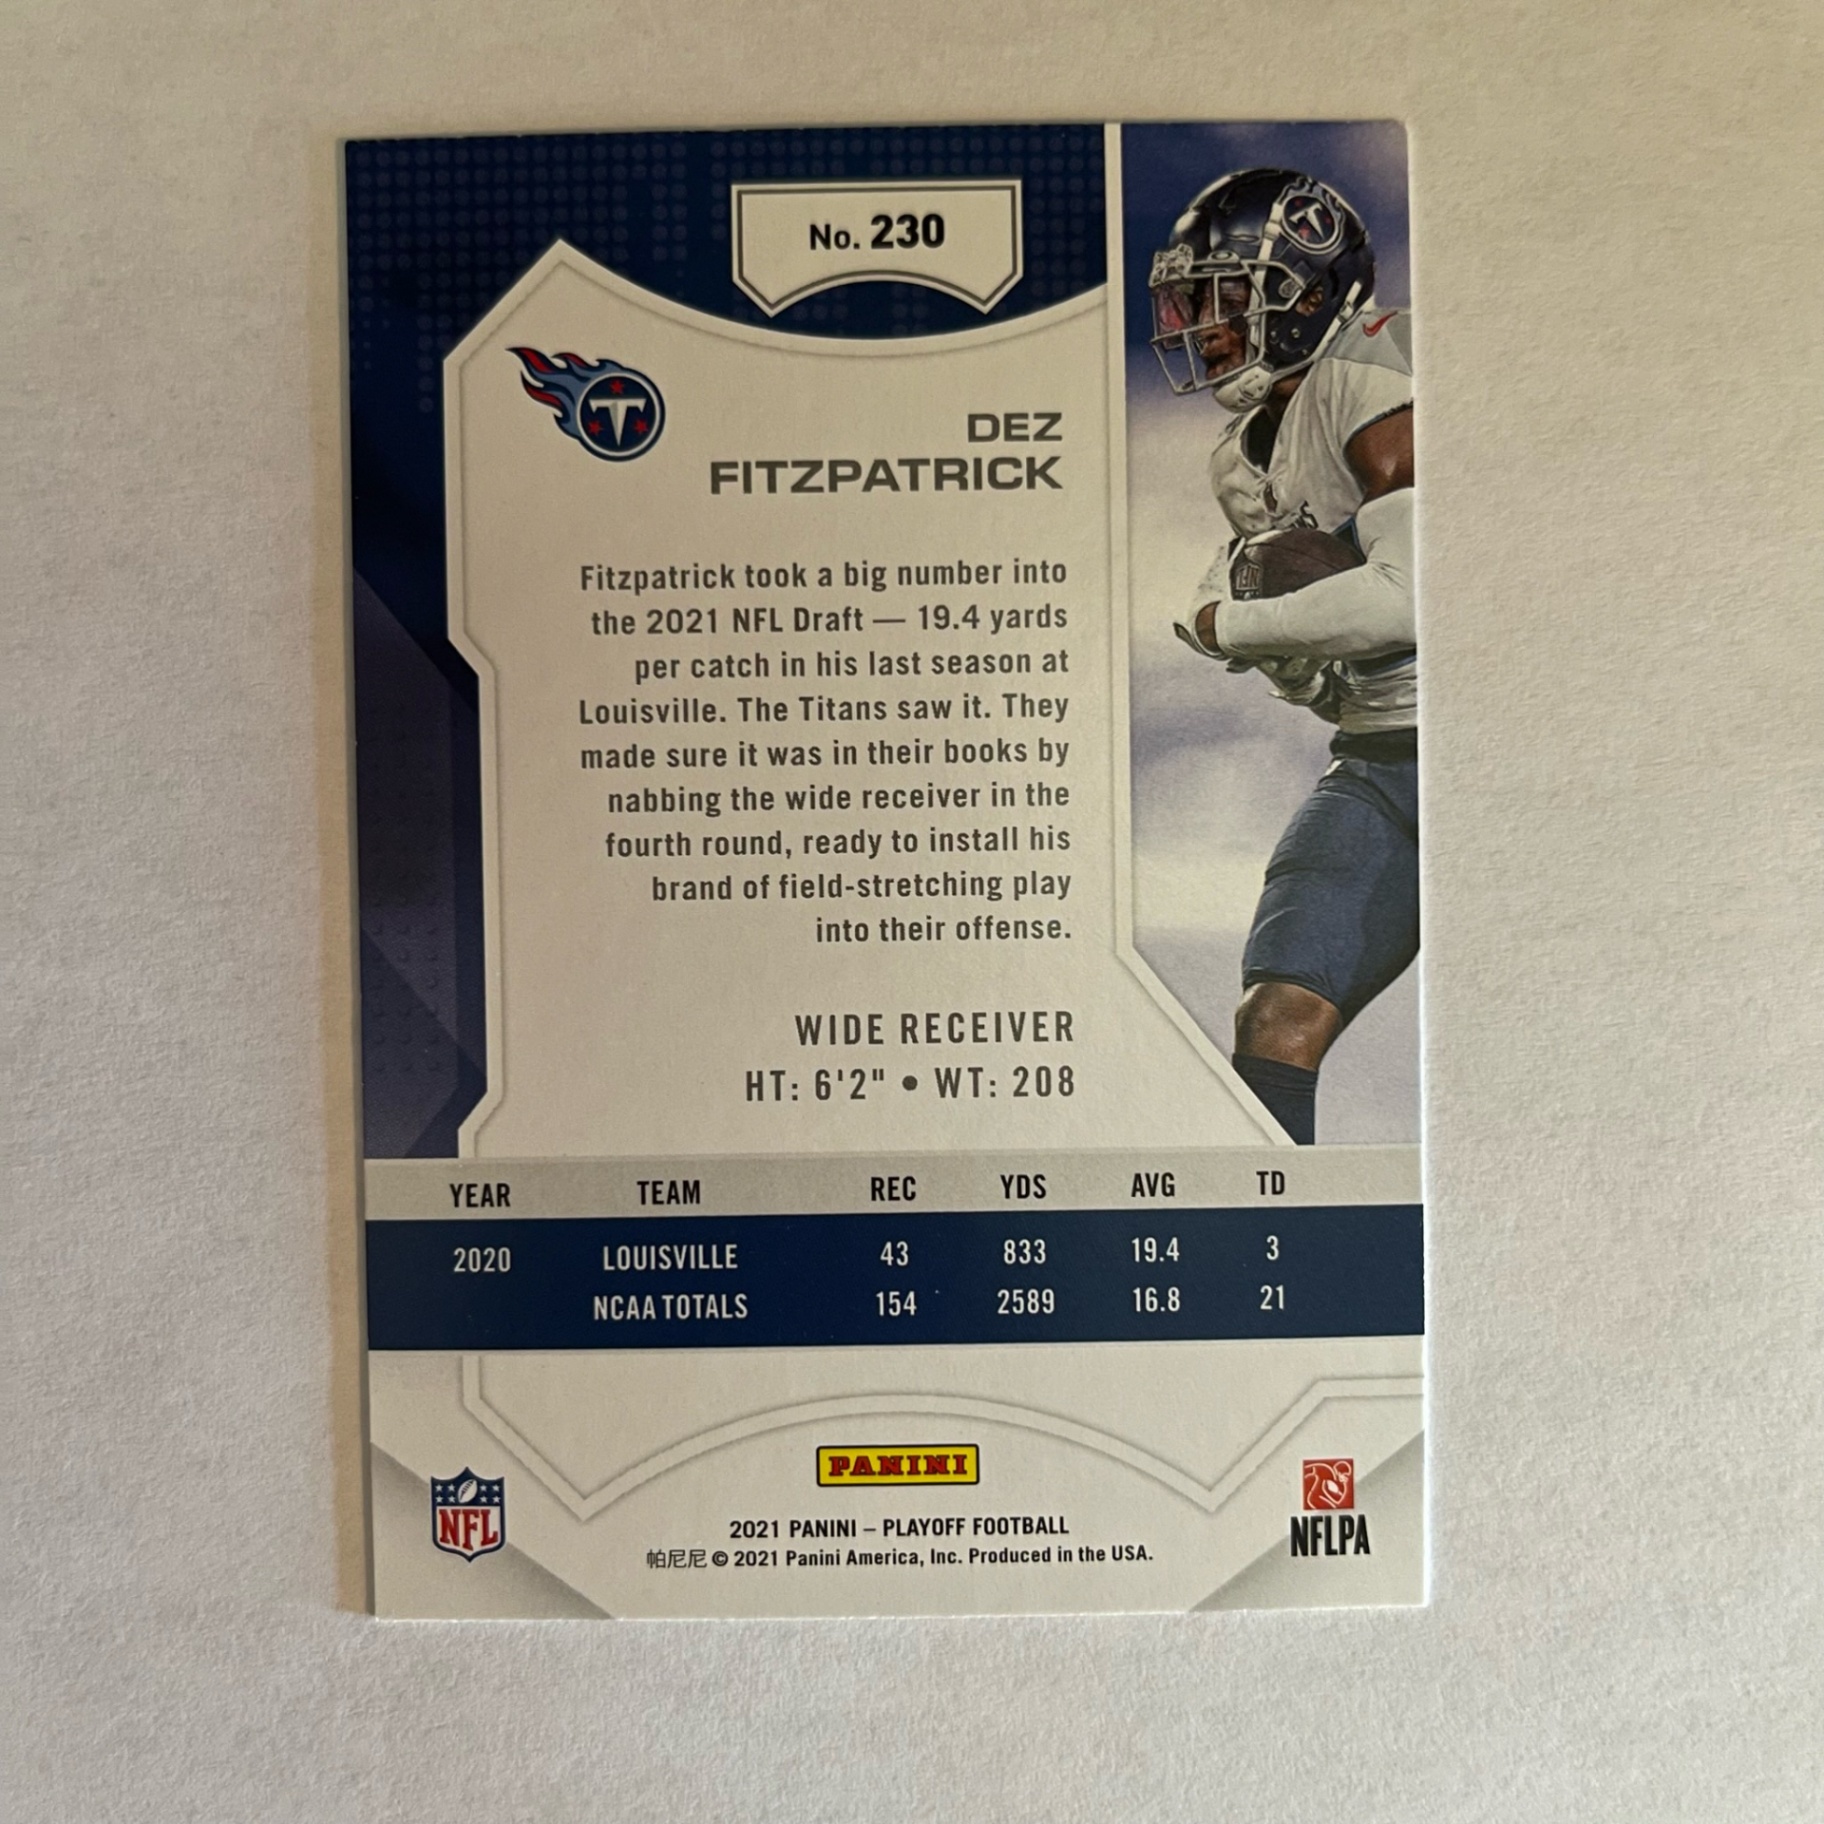 No. 230
DEZ
FITZPATRICK
Fitzpatrick took a big number into
the 2021 NFL Draft — 19.4 yards
per catch in his last season at
Louisville. The Titans saw it. They
made sure it was in their books by
nabbing the wide receiver in the
fourth round, ready to install his
brand of field-stretching play
into their offense.
WIDE RECEIVER
HT: 6'2" • WT: 208
YEAR TEAM REC YDS AVG TD
2020 LOUISVILLE 43 833 19.4 3
NCAA TOTALS 154 2589 16.8 21
PANINI
NFL
NFLPA
2021 PANINI – PLAYOFF FOOTBALL
帕尼尼 © 2021 Panini America, Inc. Produced in the USA.